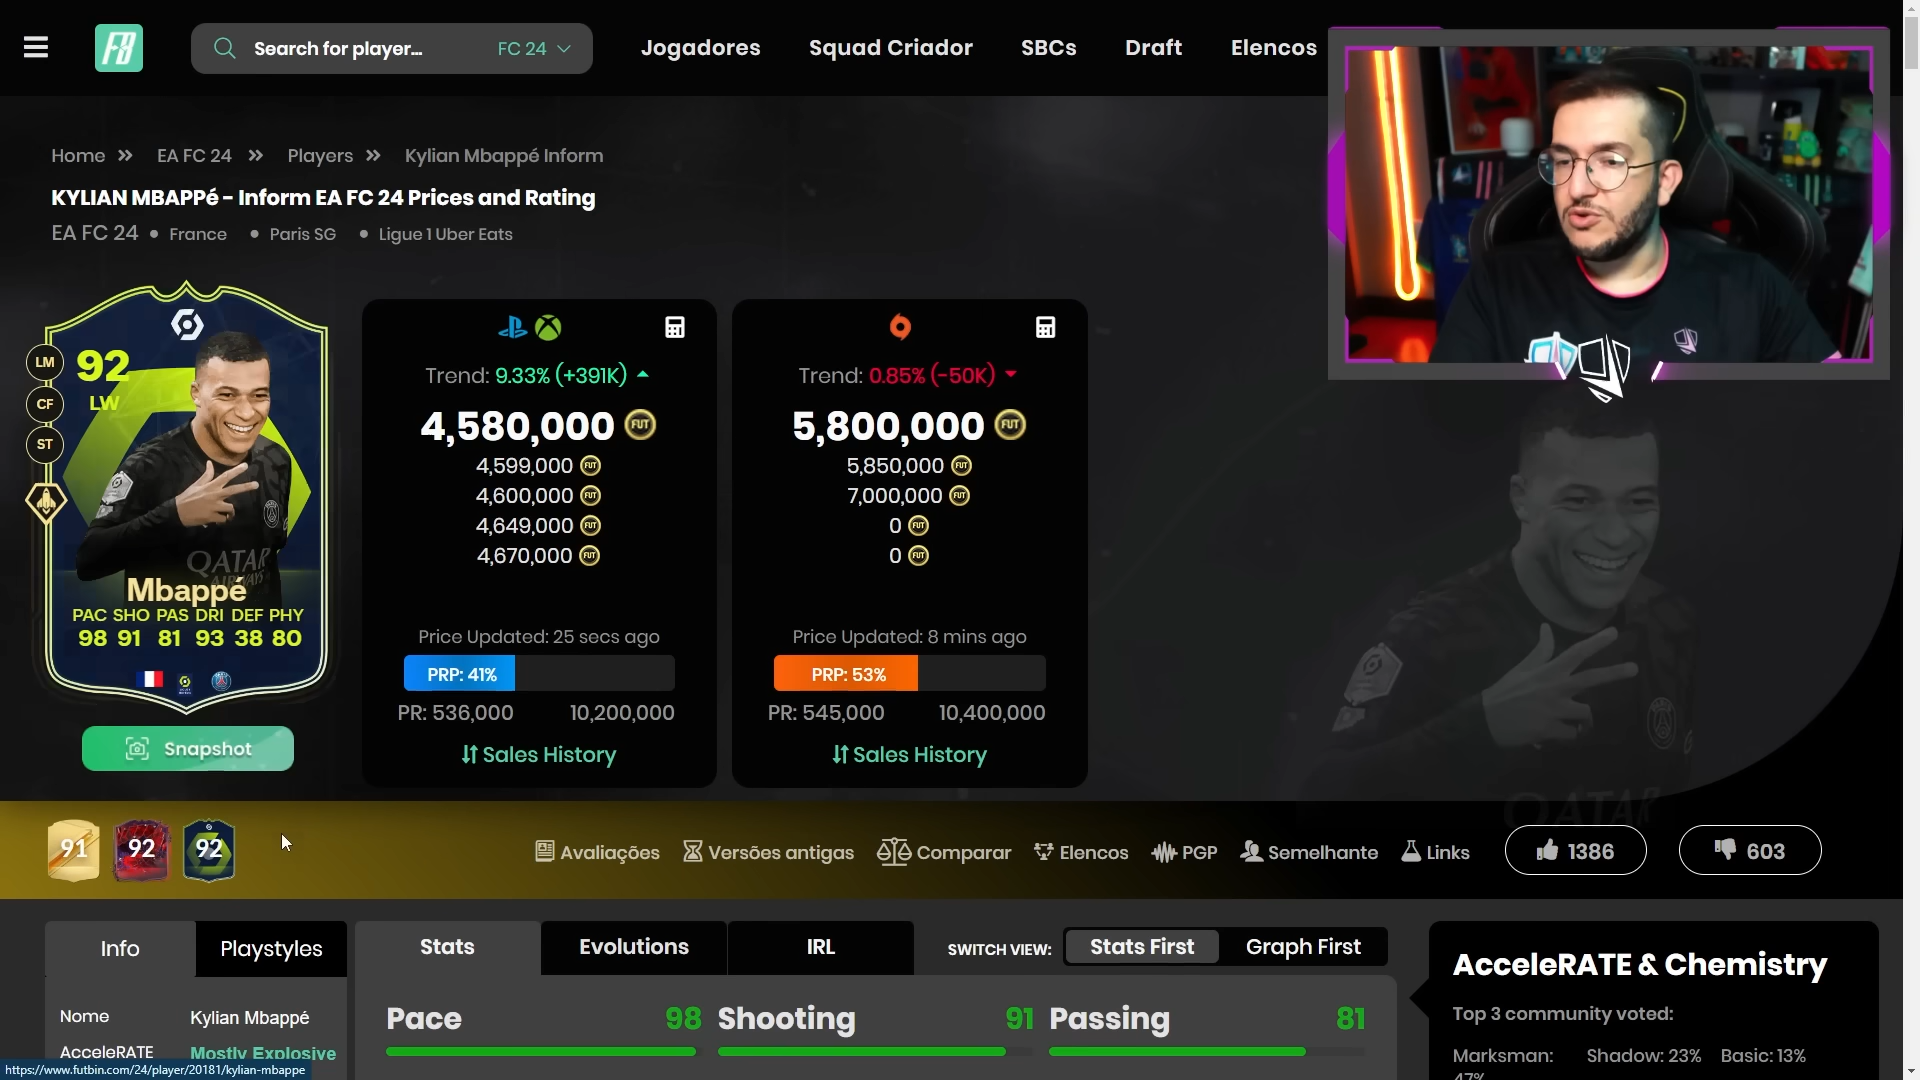 Search for player...
FC 24
Jogadores
Squad Criador
SBCs
Draft
Elencos
Home » EA FC 24 » Players » Kylian Mbappé Inform
KYLIAN MBAPPé - Inform EA FC 24 Prices and Rating
EA FC 24 • France • Paris SG • Ligue 1 Uber Eats
92
LW
LM
CF
ST
QATAR
AIRWAYS
Mbappé
PAC SHO PAS DRI DEF PHY
98 91 81 93 38 80
Snapshot
Trend: 9.33% (+391K)
4,580,000
4,599,000
4,600,000
4,649,000
4,670,000
Price Updated: 25 secs ago
PRP: 41%
PR: 536,000 10,200,000
Sales History
Trend: 0.85% (-50K)
5,800,000
5,850,000
7,000,000
0
0
Price Updated: 8 mins ago
PRP: 53%
PR: 545,000 10,400,000
Sales History
QATAR
91
92
92
Avaliações
Versões antigas
Comparar
Elencos
PGP
Semelhante
Links
1386
603
Info
Playstyles
Nome Kylian Mbappé
AcceleRATE Mostly Explosive
Stats
Evolutions
IRL
SWITCH VIEW:
Stats First
Graph First
Pace 98
Shooting 91
Passing 81
AcceleRATE & Chemistry
Top 3 community voted:
Marksman: Shadow: 23% Basic: 13%
47%
https://www.futbin.com/24/player/20181/kylian-mbappe